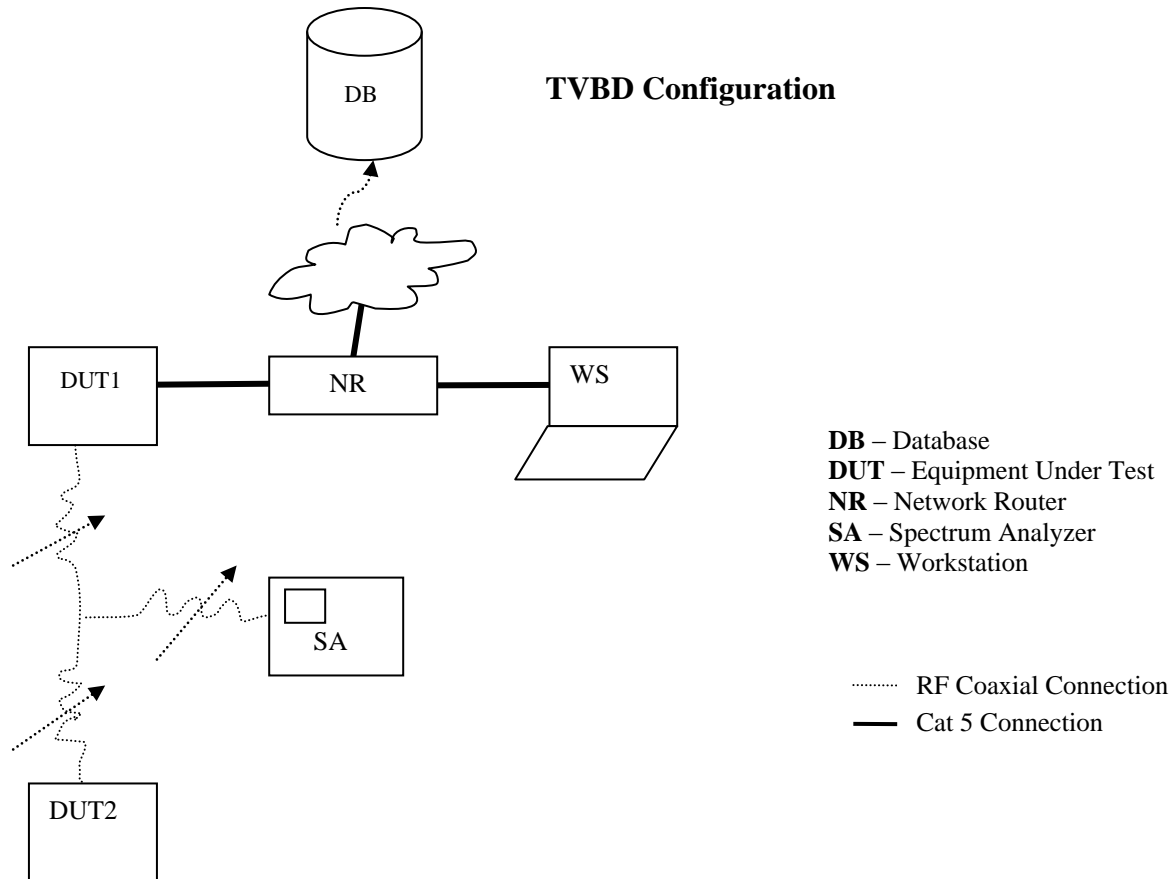 DB
TVBD Configuration
DUT1
NR
WS
DB – Database
DUT – Equipment Under Test
NR – Network Router
SA – Spectrum Analyzer
WS – Workstation
SA
RF Coaxial Connection
Cat 5 Connection
DUT2